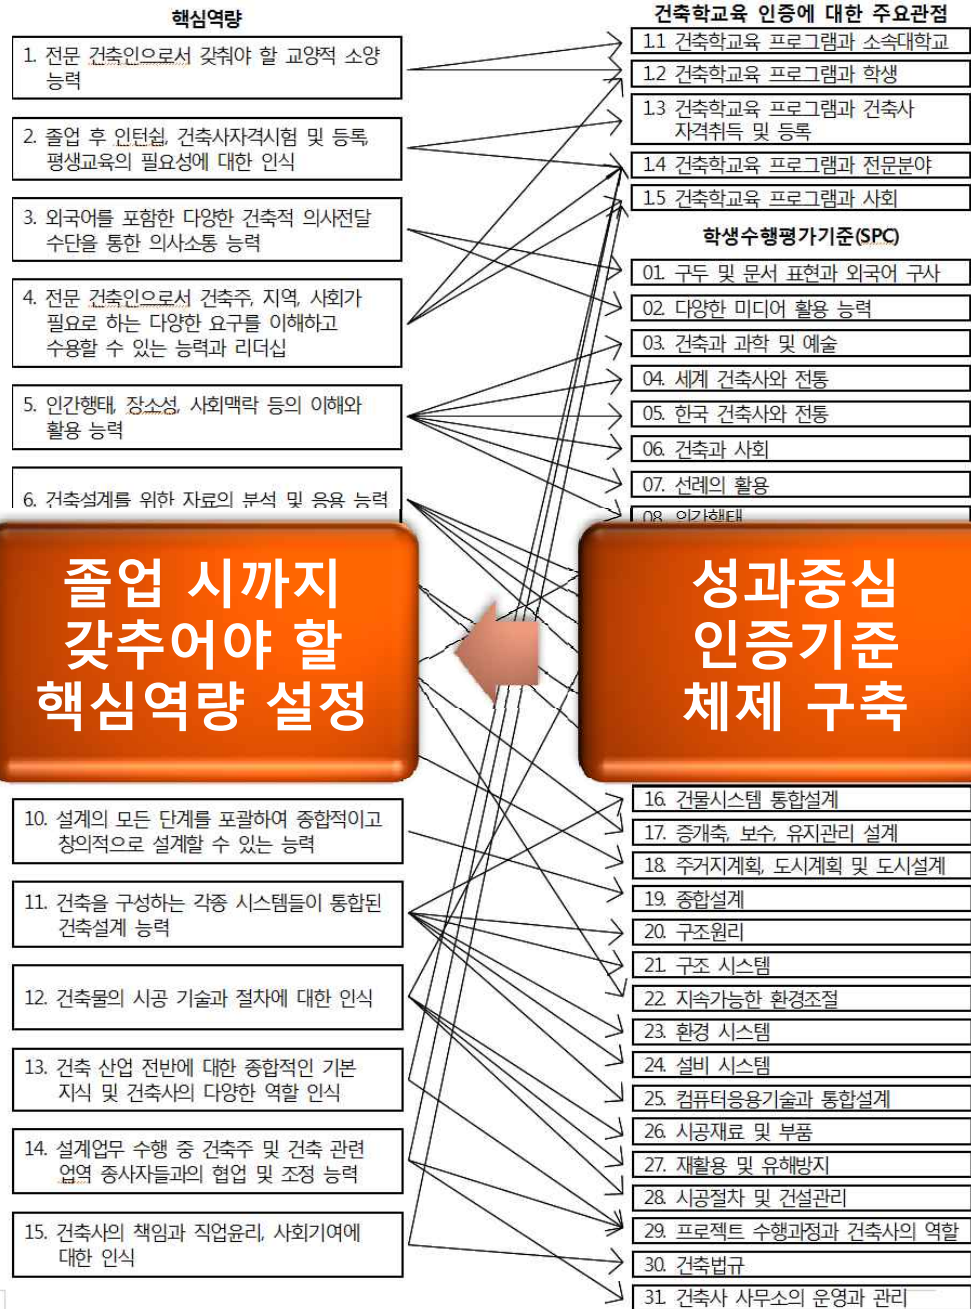 핵심역량
1. 전문 건축인으로서 갖춰야 할 교양적 소양
능력
2. 졸업 후 인턴쉽, 건축사자격시험 및 등록,
평생교육의 필요성에 대한 인식
3. 외국어를 포함한 다양한 건축적 의사전달
수단을 통한 의사소통 능력
4. 전문 건축인으로서 건축주, 지역, 사회가
필요로 하는 다양한 요구를 이해하고
수용할 수 있는 능력과 리더십
5. 인간행태, 장소성, 사회맥락 등의 이해와
활용 능력
6. 건축설계를 위한 자료의 분석 및 응용 능력
졸업 시까지
갖추어야 할
핵심역량 설정
10. 설계의 모든 단계를 포괄하여 종합적이고
창의적으로 설계할 수 있는 능력
11. 건축을 구성하는 각종 시스템들이 통합된
건축설계 능력
12. 건축물의 시공 기술과 절차에 대한 인식
13. 건축 산업 전반에 대한 종합적인 기본
지식 및 건축사의 다양한 역할 인식
14. 설계업무 수행 중 건축주 및 건축 관련
업역 종사자들과의 협업 및 조정 능력
15. 건축사의 책임과 직업윤리, 사회기여에
대한 인식
건축학교육 인증에 대한 주요관점
1.1 건축학교육 프로그램과 소속대학교
1.2 건축학교육 프로그램과 학생
1.3 건축학교육 프로그램과 건축사
자격취득 및 등록
1.4 건축학교육 프로그램과 전문분야
1.5 건축학교육 프로그램과 사회
학생수행평가기준(SPC)
01. 구두 및 문서 표현과 외국어 구사
02. 다양한 미디어 활용 능력
03. 건축과 과학 및 예술
04. 세계 건축사와 전통
05. 한국 건축사와 전통
06. 건축과 사회
07. 선례의 활용
08. 인간행태
성과중심
인증기준
체제 구축
16. 건물시스템 통합설계
17. 증개축, 보수, 유지관리 설계
18. 주거지계획, 도시계획 및 도시설계
19. 종합설계
20. 구조원리
21. 구조 시스템
22. 지속가능한 환경조절
23. 환경 시스템
24. 설비 시스템
25. 컴퓨터응용기술과 통합설계
26. 시공재료 및 부품
27. 재활용 및 유해방지
28. 시공절차 및 건설관리
29. 프로젝트 수행과정과 건축사의 역할
30. 건축법규
31. 건축사 사무소의 운영과 관리